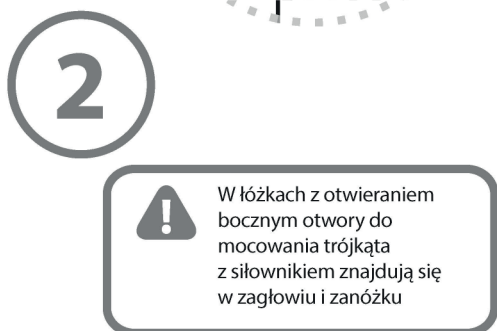 2
W łóżkach z otwieraniem
bocznym otwory do
mocowania trójkąta
z siłownikiem znajdują się
w zagłowiu i zanóżku